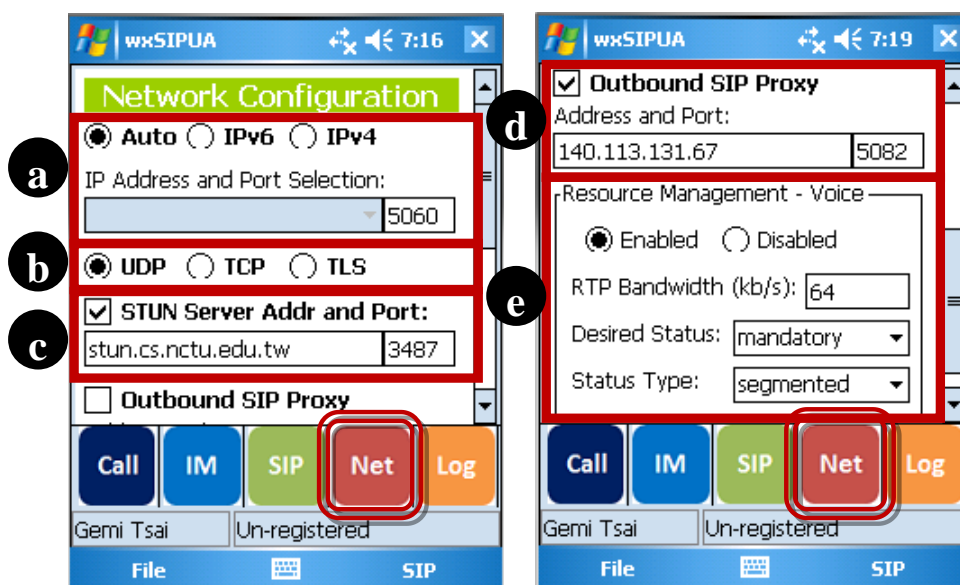 wxSIPUA 7:16
Network Configuration
a
Auto IPv6 IPv4
IP Address and Port Selection:
5060
b
UDP TCP TLS
c
STUN Server Addr and Port:
stun.cs.nctu.edu.tw 3487
Outbound SIP Proxy
Call IM SIP Net Log
Gemi Tsai Un-registered
File SIP
wxSIPUA 7:19
d
Outbound SIP Proxy
Address and Port:
140.113.131.67 5082
e
Resource Management - Voice
Enabled Disabled
RTP Bandwidth (kb/s): 64
Desired Status: mandatory
Status Type: segmented
Call IM SIP Net Log
Gemi Tsai Un-registered
File SIP